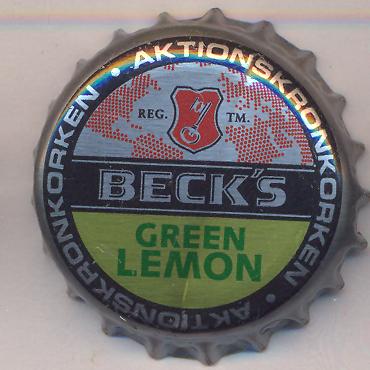 • AKTIONSKRONKORKEN
REG. TM.
BECK'S
GREEN
LEMON
• AKTIONSKRONKORKEN